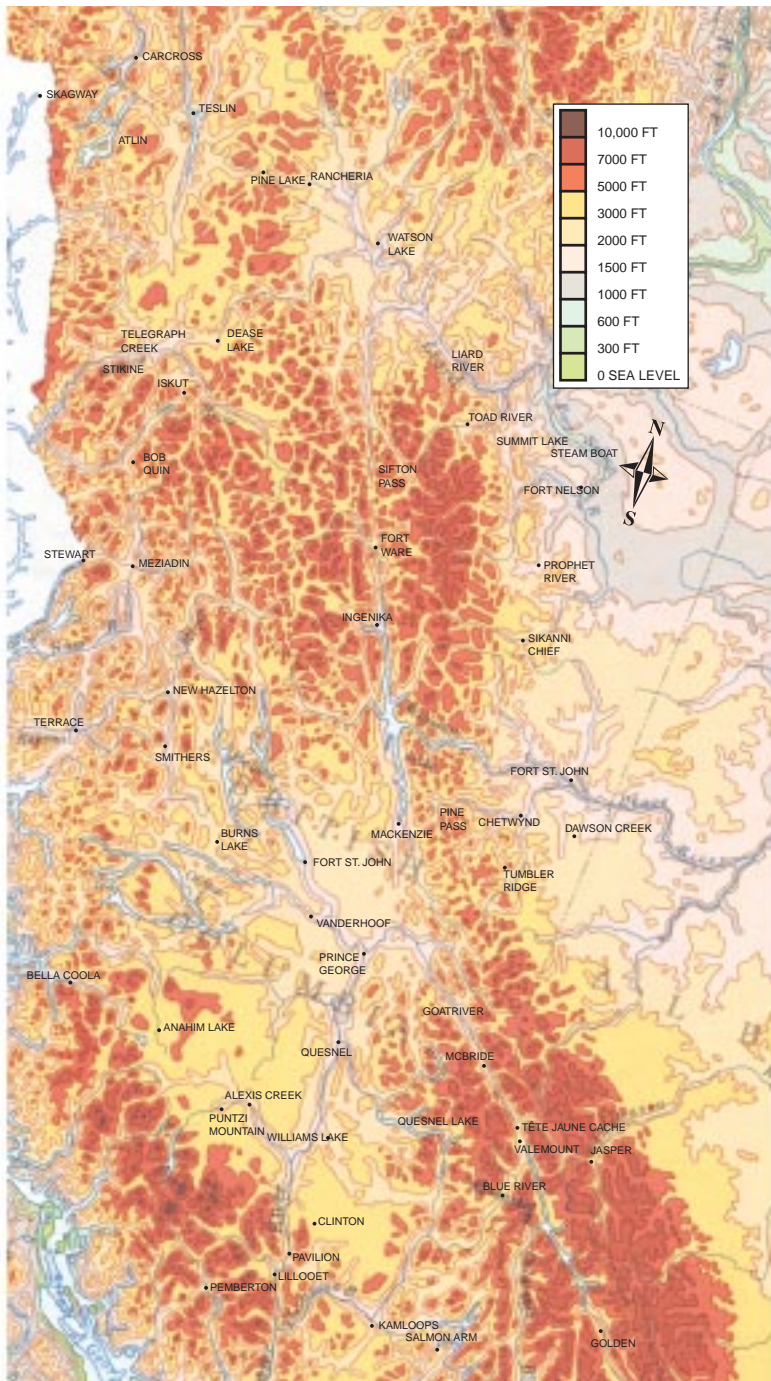 CARCROSS
SKAGWAY
TESLIN
ATLIN
PINE LAKE
RANCHERIA
WATSON
LAKE
10,000 FT
7000 FT
5000 FT
3000 FT
2000 FT
1500 FT
1000 FT
600 FT
300 FT
0 SEA LEVEL
TELEGRAPH
CREEK
DEASE
LAKE
STIKINE
ISKUT
LIARD
RIVER
TOAD RIVER
SUMMIT LAKE
STEAM BOAT
N
S
BOB
QUIN
SIFTON
PASS
FORT NELSON
STEWART
MEZIADIN
FORT
WARE
PROPHET
RIVER
INGENIKA
SIKANNI
CHIEF
NEW HAZELTON
TERRACE
SMITHERS
FORT ST. JOHN
BURNS
LAKE
MACKENZIE
PINE
PASS
CHETWYND
DAWSON CREEK
FORT ST. JOHN
TUMBLER
RIDGE
VANDERHOOF
PRINCE
GEORGE
BELLA COOLA
GOATRIVER
ANAHIM LAKE
QUESNEL
MCBRIDE
ALEXIS CREEK
PUNTZI
MOUNTAIN
WILLIAMS LAKE
QUESNEL LAKE
TÊTE JAUNE CACHE
VALEMOUNT
JASPER
BLUE RIVER
CLINTON
PAVILION
LILLOOET
PEMBERTON
KAMLOOPS
SALMON ARM
GOLDEN